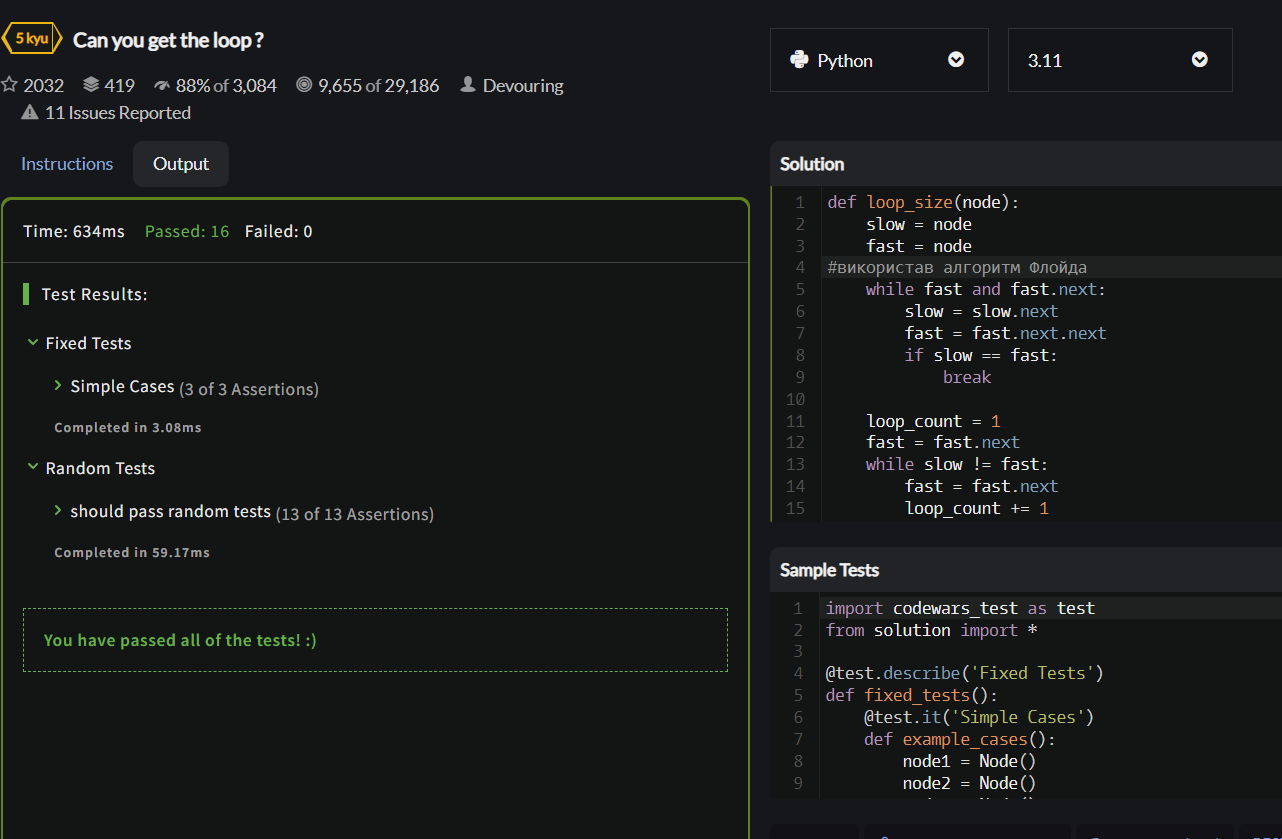 5 kyu Can you get the loop ?
2032 419 88% of 3,084 9,655 of 29,186 Devouring
11 Issues Reported
Instructions Output
Time: 634ms Passed: 16 Failed: 0
Test Results:
Fixed Tests
Simple Cases (3 of 3 Assertions)
Completed in 3.08ms
Random Tests
should pass random tests (13 of 13 Assertions)
Completed in 59.17ms
You have passed all of the tests! :)
Python 3.11
Solution
1 def loop_size(node):
2 slow = node
3 fast = node
4 #використав алгоритм Флойда
5 while fast and fast.next:
6 slow = slow.next
7 fast = fast.next.next
8 if slow == fast:
9 break
10
11 loop_count = 1
12 fast = fast.next
13 while slow != fast:
14 fast = fast.next
15 loop_count += 1
Sample Tests
1 import codewars_test as test
2 from solution import *
3
4 @test.describe('Fixed Tests')
5 def fixed_tests():
6 @test.it('Simple Cases')
7 def example_cases():
8 node1 = Node()
9 node2 = Node()